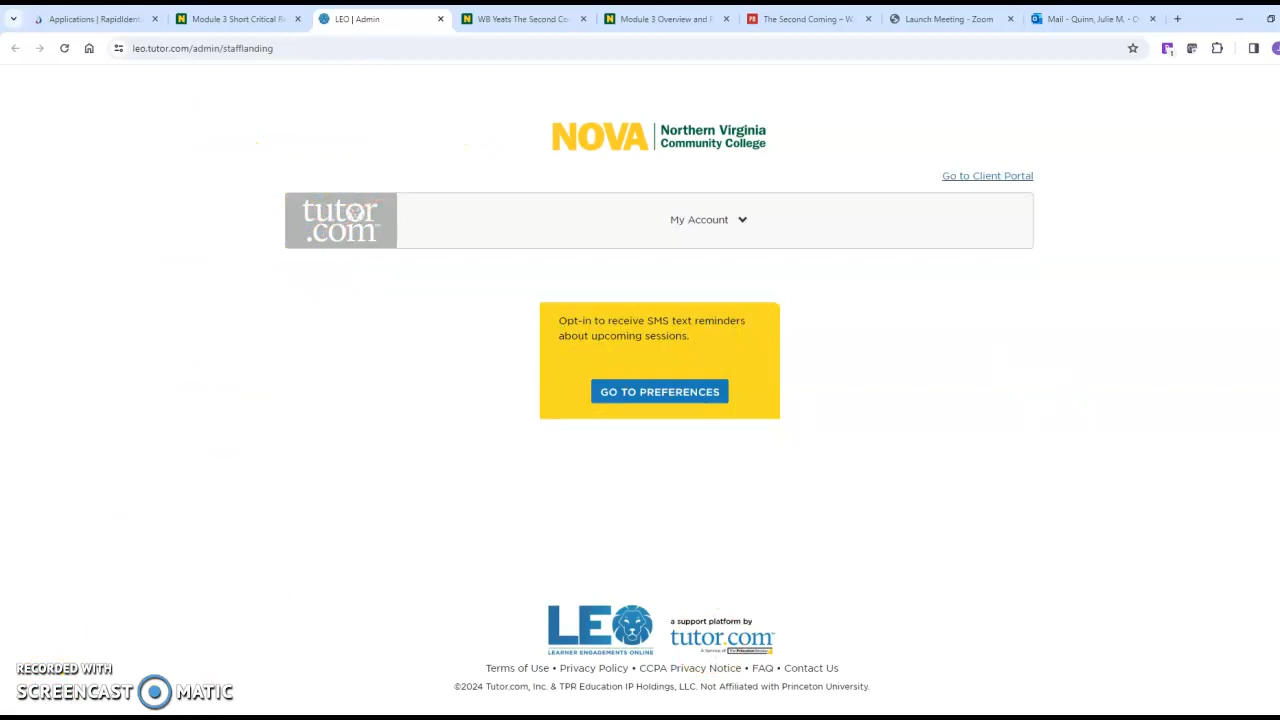 Applications | RapidIdent
Module 3 Short Critical Re
LEO | Admin
WB Yeats The Second Co
Module 3 Overview and F
The Second Coming ~ W
Launch Meeting - Zoom
Mail - Quinn, Julie M. - O
leo.tutor.com/admin/stafflanding
NOVA
Northern Virginia
Community College
Go to Client Portal
tutor
.com
My Account
Opt-in to receive SMS text reminders
about upcoming sessions.
GO TO PREFERENCES
LEO
LEARNER ENGAGEMENTS ONLINE
a support platform by
tutor.com
A Service of The Princeton Review
Terms of Use • Privacy Policy • CCPA Privacy Notice • FAQ • Contact Us
©2024 Tutor.com, Inc. & TPR Education IP Holdings, LLC. Not Affiliated with Princeton University.
RECORDED WITH
SCREENCAST MATIC